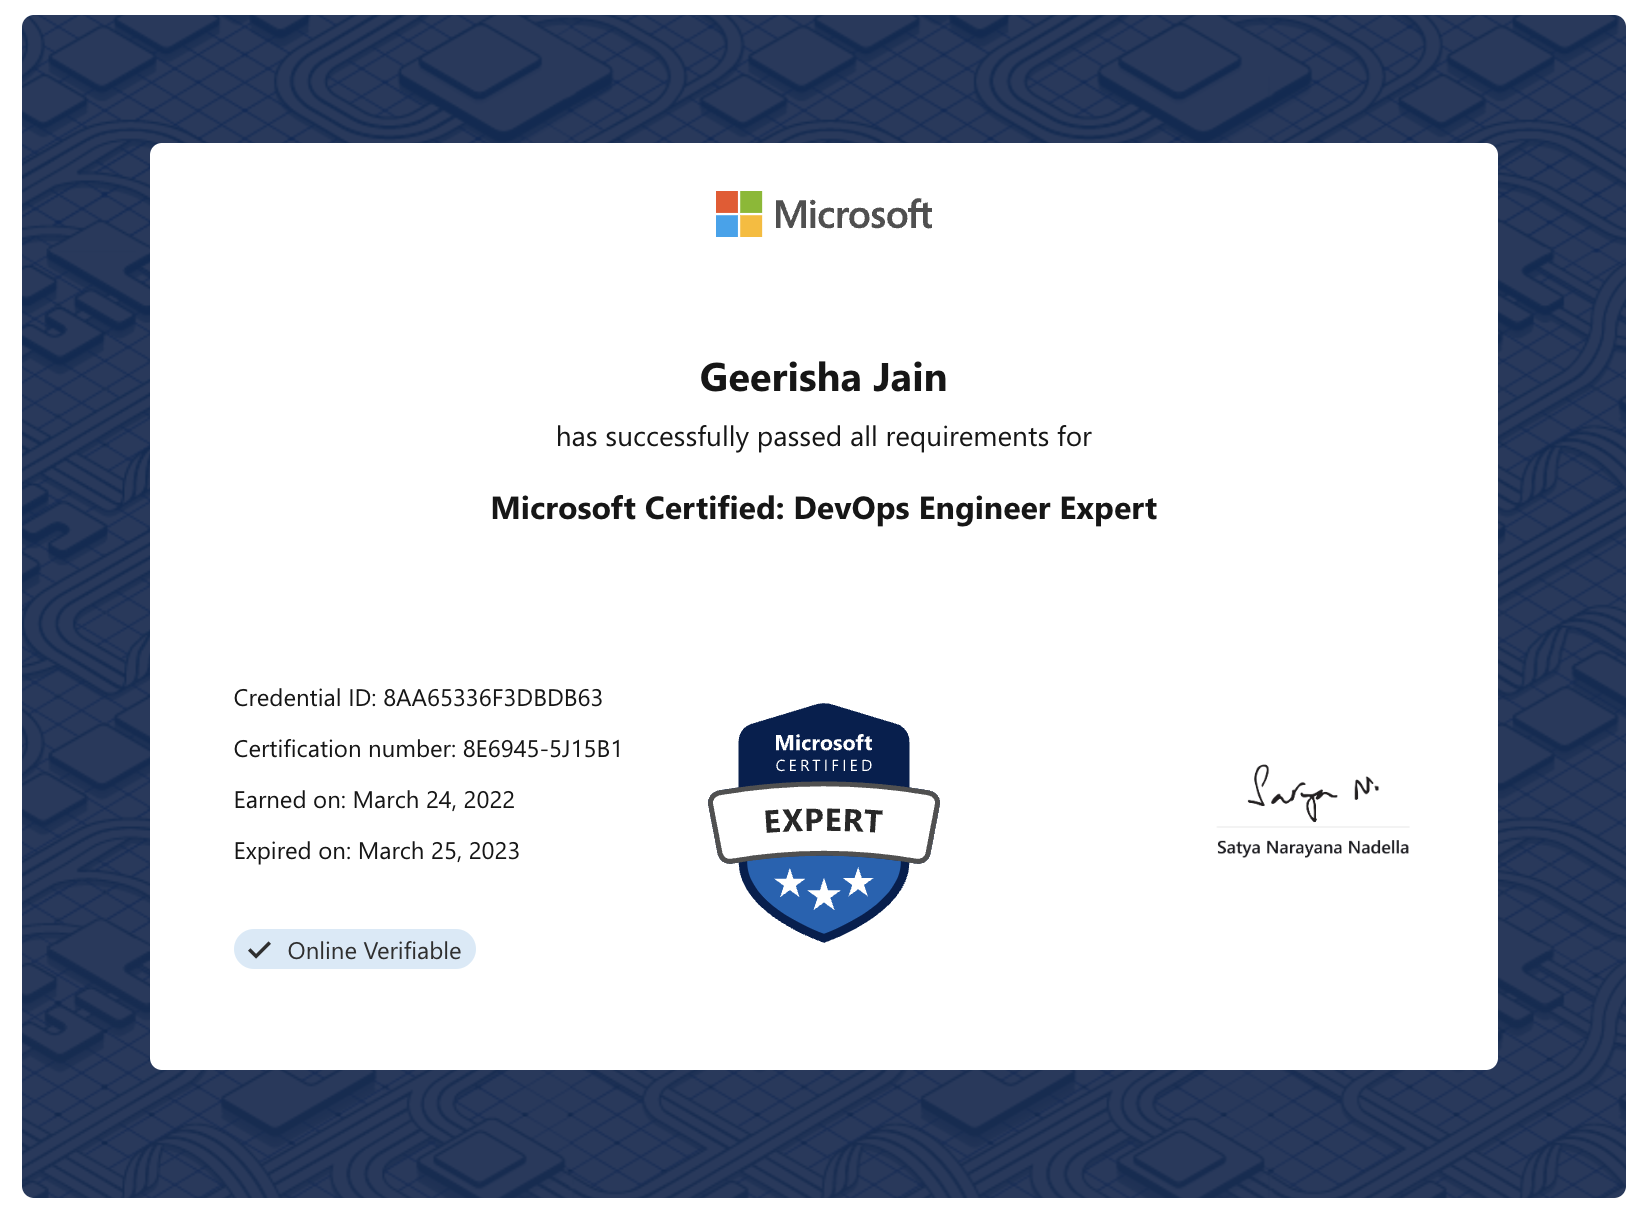 Microsoft
Geerisha Jain
has successfully passed all requirements for
Microsoft Certified: DevOps Engineer Expert
Credential ID: 8AA65336F3DBDB63
Certification number: 8E6945-5J15B1
Earned on: March 24, 2022
Expired on: March 25, 2023
Online Verifiable
Microsoft
CERTIFIED
EXPERT
Satya N.
Satya Narayana Nadella